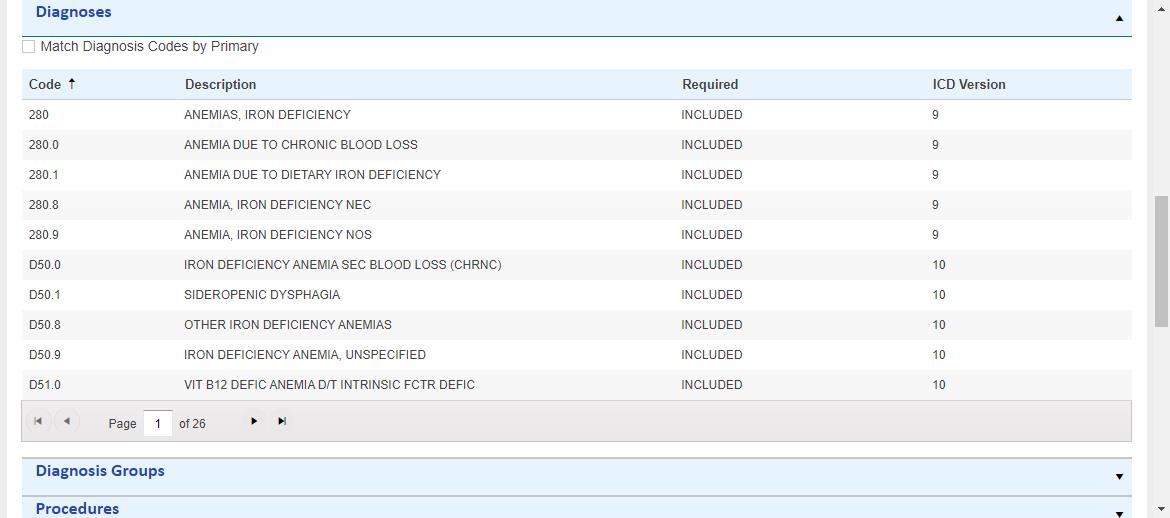 Diagnoses
Match Diagnosis Codes by Primary
Code Description Required ICD Version
280 ANEMIAS, IRON DEFICIENCY INCLUDED 9
280.0 ANEMIA DUE TO CHRONIC BLOOD LOSS INCLUDED 9
280.1 ANEMIA DUE TO DIETARY IRON DEFICIENCY INCLUDED 9
280.8 ANEMIA, IRON DEFICIENCY NEC INCLUDED 9
280.9 ANEMIA, IRON DEFICIENCY NOS INCLUDED 9
D50.0 IRON DEFICIENCY ANEMIA SEC BLOOD LOSS (CHRNC) INCLUDED 10
D50.1 SIDEROPENIC DYSPHAGIA INCLUDED 10
D50.8 OTHER IRON DEFICIENCY ANEMIAS INCLUDED 10
D50.9 IRON DEFICIENCY ANEMIA, UNSPECIFIED INCLUDED 10
D51.0 VIT B12 DEFIC ANEMIA D/T INTRINSIC FCTR DEFIC INCLUDED 10
Page 1 of 26
Diagnosis Groups
Procedures